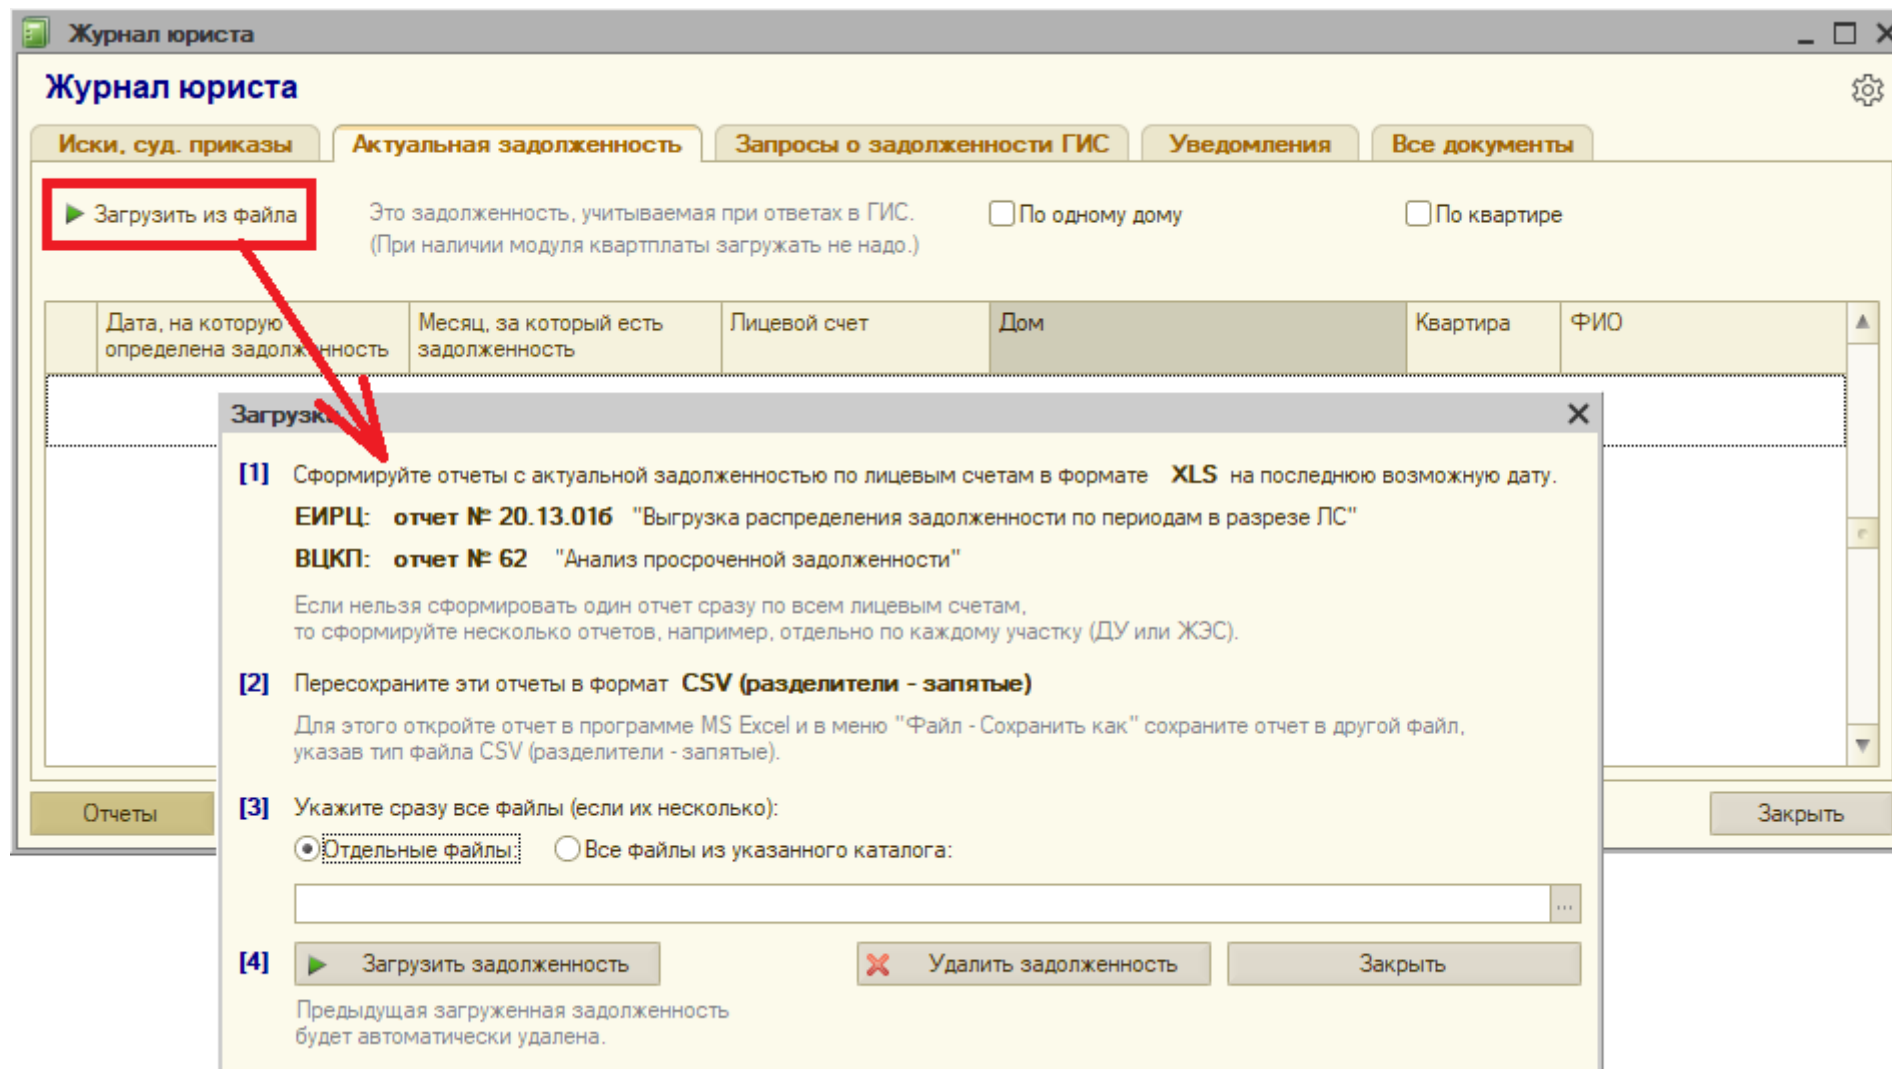 Журнал юриста
Журнал юриста
Иски, суд. приказы
Актуальная задолженность
Запросы о задолженности ГИС
Уведомления
Все документы
Загрузить из файла
Это задолженность, учитываемая при ответах в ГИС.
(При наличии модуля квартплаты загружать не надо.)
По одному дому
По квартире
Дата, на которую
определена задолженность
Месяц, за который есть
задолженность
Лицевой счет
Дом
Квартира
ФИО
Загрузка
[1] Сформируйте отчеты с актуальной задолженностью по лицевым счетам в формате XLS на последнюю возможную дату.
ЕИРЦ: отчет № 20.13.01б "Выгрузка распределения задолженности по периодам в разрезе ЛС"
ВЦКП: отчет № 62 "Анализ просроченной задолженности"
Если нельзя сформировать один отчет сразу по всем лицевым счетам,
то сформируйте несколько отчетов, например, отдельно по каждому участку (ДУ или ЖЭС).
[2] Пересохраните эти отчеты в формат CSV (разделители - запятые)
Для этого откройте отчет в программе MS Excel и в меню "Файл - Сохранить как" сохраните отчет в другой файл,
указав тип файла CSV (разделители - запятые).
[3] Укажите сразу все файлы (если их несколько):
Отдельные файлы:
Все файлы из указанного каталога:
...
[4] Загрузить задолженность
Удалить задолженность
Закрыть
Предыдущая загруженная задолженность
будет автоматически удалена.
Отчеты
Закрыть